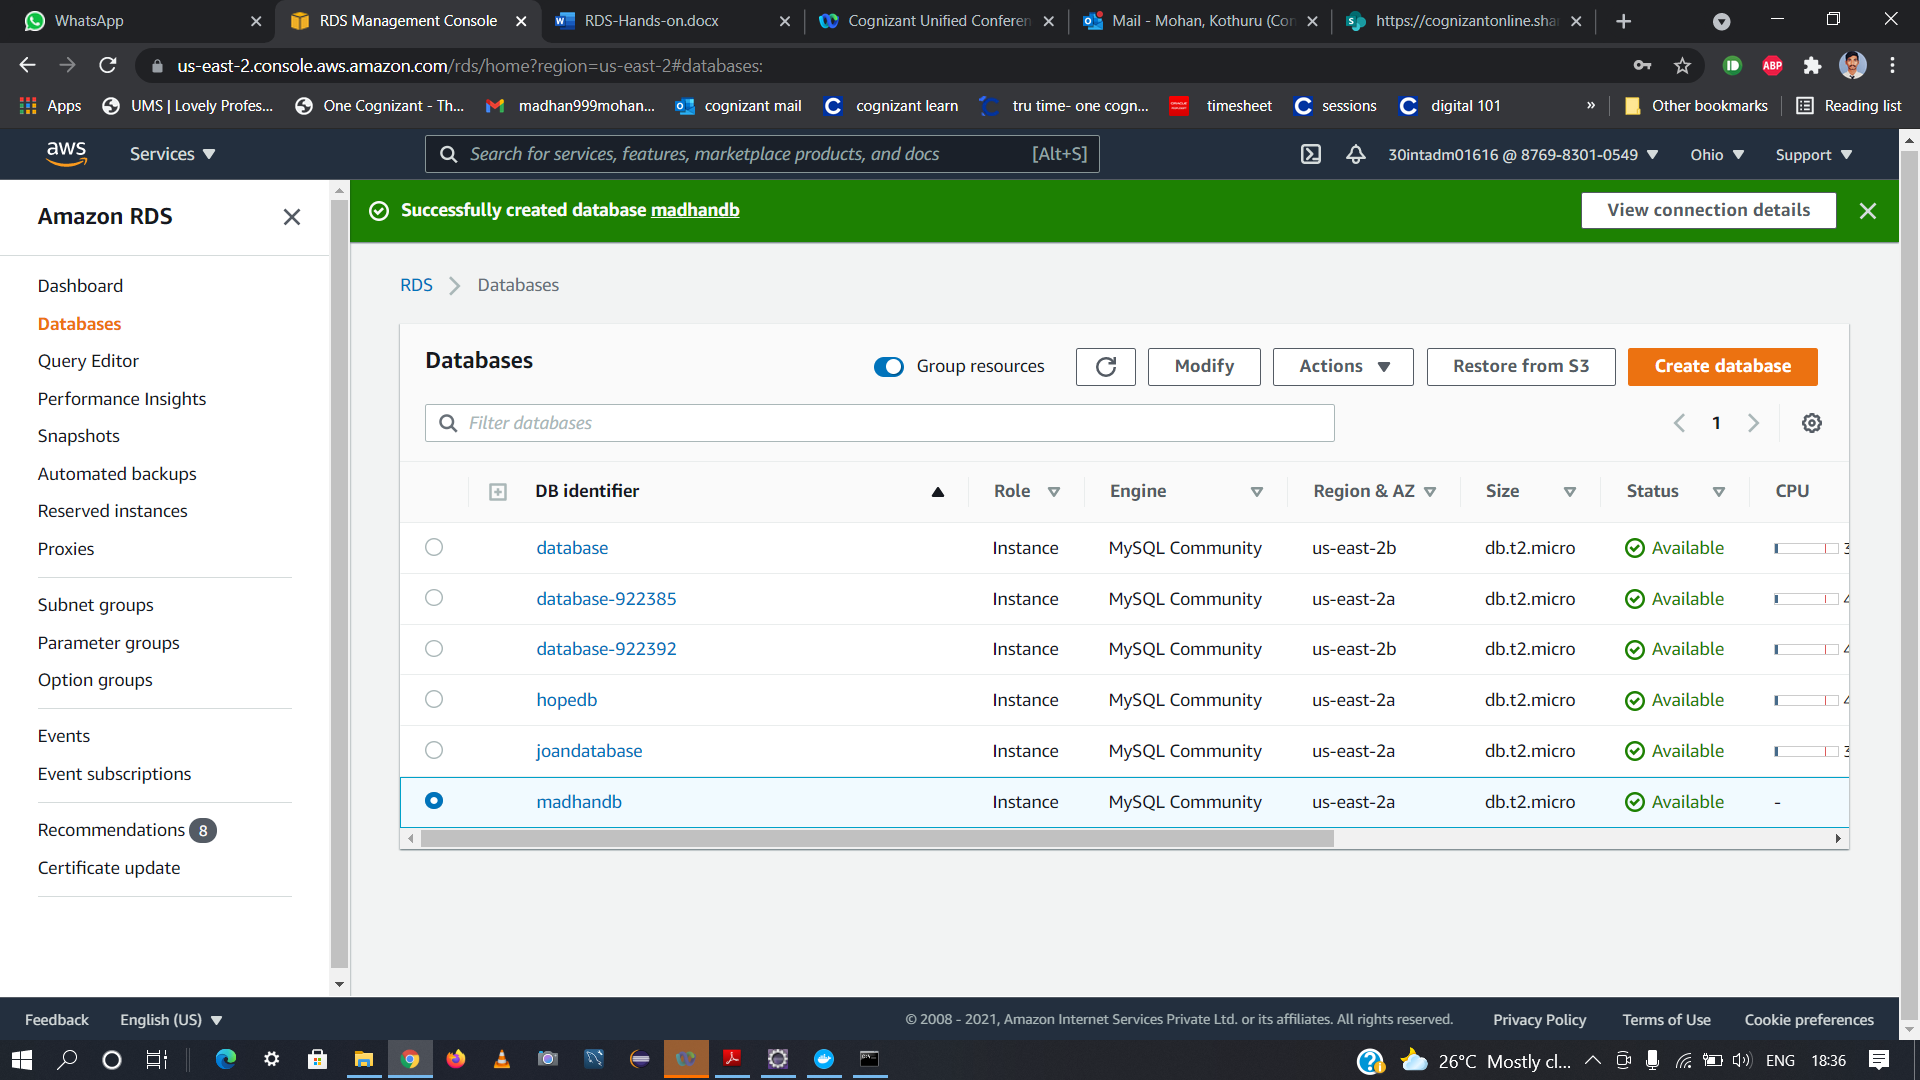 WhatsApp
RDS Management Console
RDS-Hands-on.docx
Cognizant Unified Conferen
Mail - Mohan, Kothuru (Con
https://cognizantonline.sha
us-east-2.console.aws.amazon.com/rds/home?region=us-east-2#databases:
ABP
Apps
UMS | Lovely Profes...
One Cognizant - Th...
madhan999mohan...
cognizant mail
cognizant learn
tru time- one cogn...
timesheet
sessions
digital 101
»
Other bookmarks
Reading list
aws
Services
Search for services, features, marketplace products, and docs
[Alt+S]
30intadm01616 @ 8769-8301-0549
Ohio
Support
Amazon RDS
Dashboard
Databases
Query Editor
Performance Insights
Snapshots
Automated backups
Reserved instances
Proxies
Subnet groups
Parameter groups
Option groups
Events
Event subscriptions
Recommendations 8
Certificate update
Successfully created database madhandb
View connection details
RDS
Databases
Databases
Group resources
Modify
Actions
Restore from S3
Create database
Filter databases
1
DB identifier Role Engine Region & AZ Size Status CPU
database Instance MySQL Community us-east-2b db.t2.micro Available
database-922385 Instance MySQL Community us-east-2a db.t2.micro Available
database-922392 Instance MySQL Community us-east-2b db.t2.micro Available
hopedb Instance MySQL Community us-east-2a db.t2.micro Available
joandatabase Instance MySQL Community us-east-2a db.t2.micro Available
madhandb Instance MySQL Community us-east-2a db.t2.micro Available -
Feedback
English (US)
© 2008 - 2021, Amazon Internet Services Private Ltd. or its affiliates. All rights reserved.
Privacy Policy
Terms of Use
Cookie preferences
26°C Mostly cl...
ENG
18:36